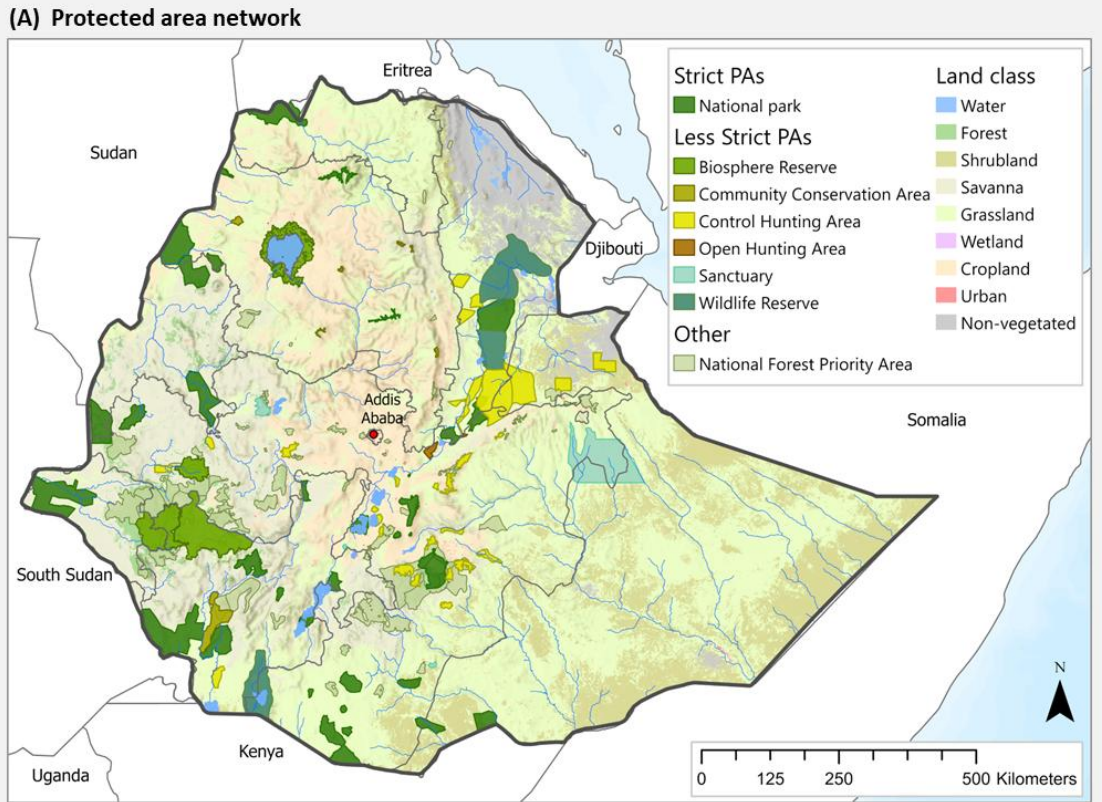 (A) Protected area network
Eritrea
Sudan
Djibouti
Addis
Ababa
Somalia
South Sudan
Kenya
Uganda
Strict PAs
National park
Less Strict PAs
Biosphere Reserve
Community Conservation Area
Control Hunting Area
Open Hunting Area
Sanctuary
Wildlife Reserve
Other
National Forest Priority Area
Land class
Water
Forest
Shrubland
Savanna
Grassland
Wetland
Cropland
Urban
Non-vegetated
N
0 125 250 500 Kilometers